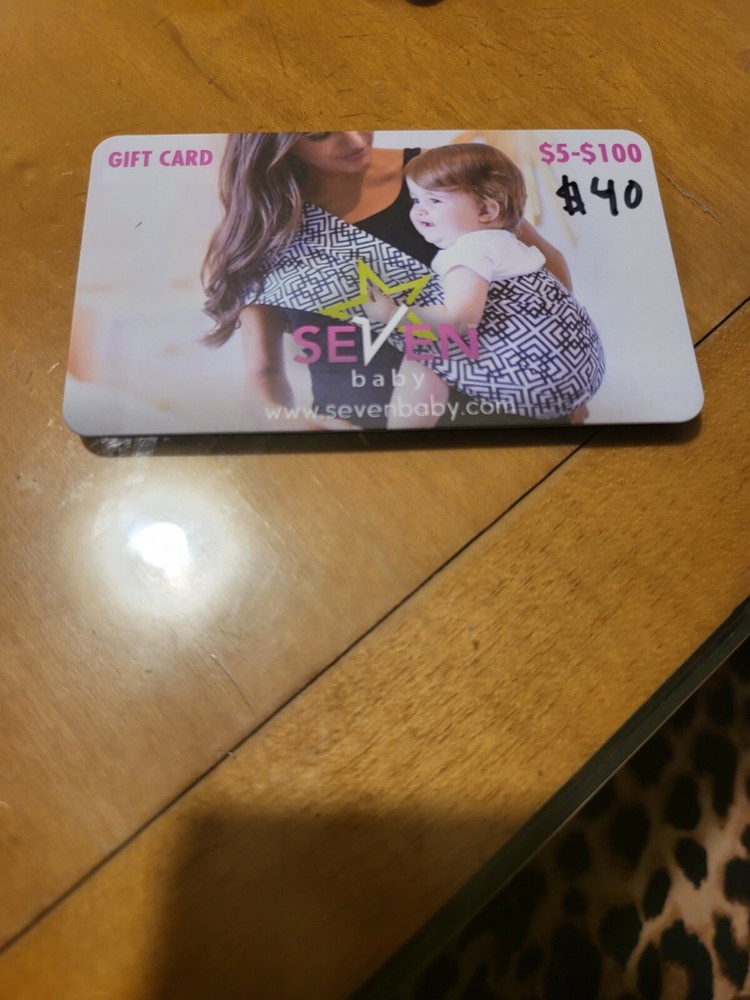 GIFT CARD
$5-$100
$40
SEVEN
baby
www.sevenbaby.com